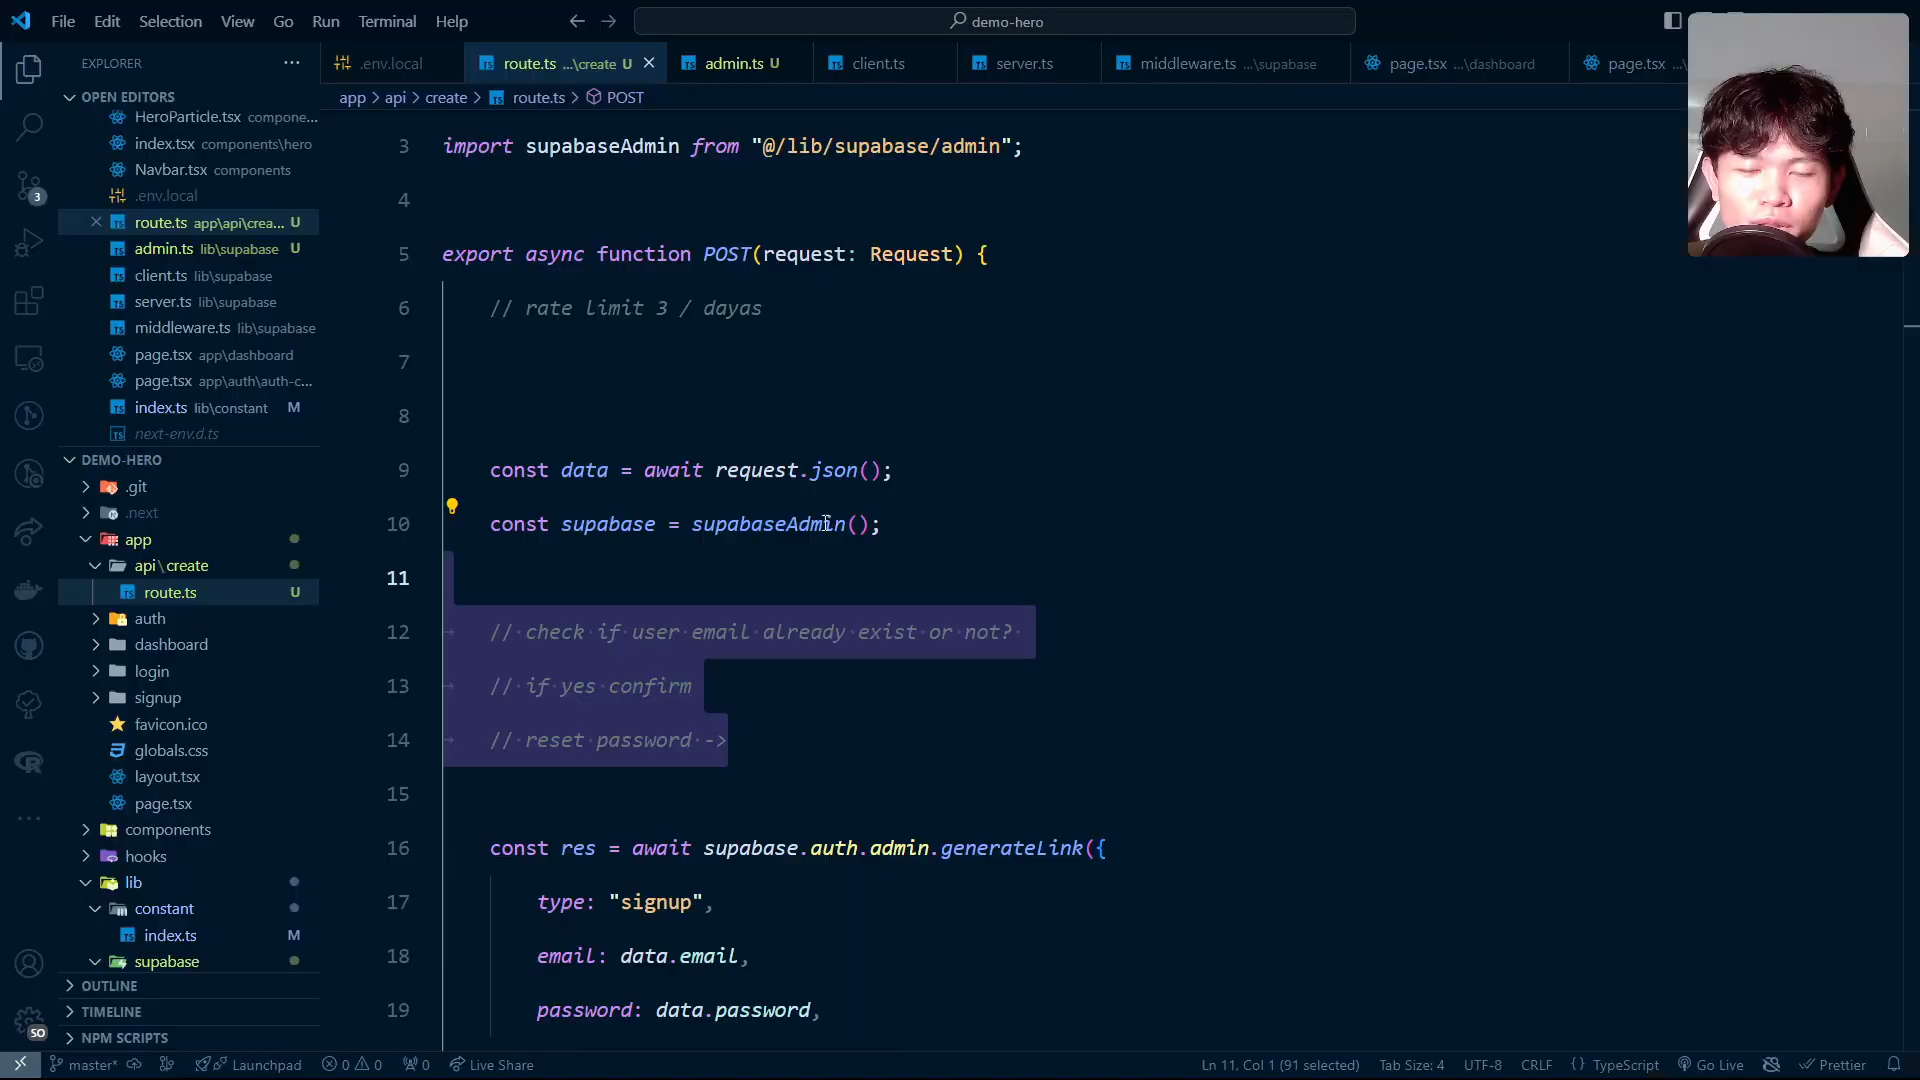 File Edit Selection View Go Run Terminal Help
demo-hero
EXPLORER
OPEN EDITORS
HeroParticle.tsx compone...
index.tsx components\hero
Navbar.tsx components
.env.local
route.ts app\api\crea... U
admin.ts lib\supabase U
client.ts lib\supabase
server.ts lib\supabase
middleware.ts lib\supabase
page.tsx app\dashboard
page.tsx app\auth\auth-c...
index.ts lib\constant M
next-env.d.ts
DEMO-HERO
.git
.next
app
api\create
route.ts U
auth
dashboard
login
signup
favicon.ico
globals.css
layout.tsx
page.tsx
components
hooks
lib
constant
index.ts M
supabase
OUTLINE
TIMELINE
NPM SCRIPTS
3
SO
.env.local
route.ts ...\create U
admin.ts U
client.ts
server.ts
middleware.ts ...\supabase
page.tsx ...\dashboard
page.tsx ...\
app > api > create > route.ts > POST
3 import supabaseAdmin from "@/lib/supabase/admin";
4
5 export async function POST(request: Request) {
6 // rate limit 3 / dayas
7
8
9 const data = await request.json();
10 const supabase = supabaseAdmin();
11
12 // check if user email already exist or not?
13 // if yes confirm
14 // reset password ->
15
16 const res = await supabase.auth.admin.generateLink({
17 type: "signup",
18 email: data.email,
19 password: data.password,
master* Launchpad 0 0 0 Live Share
Ln 11, Col 1 (91 selected) Tab Size: 4 UTF-8 CRLF {} TypeScript Go Live Prettier